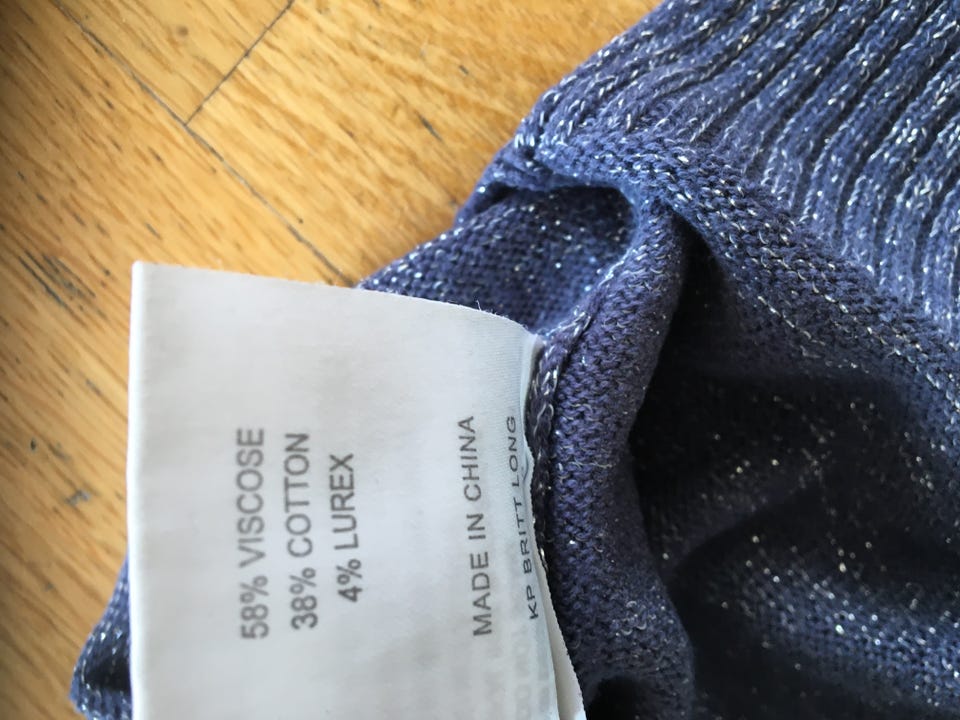 58% VISCOSE
38% COTTON
4% LUREX
MADE IN CHINA
KP BRITT LONG